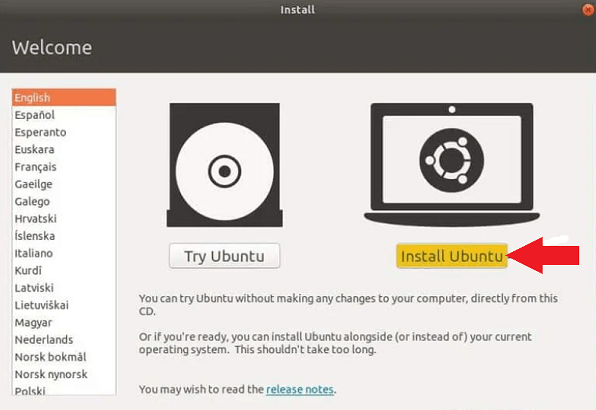 Install
Welcome
English
Español
Esperanto
Euskara
Français
Gaeilge
Galego
Hrvatski
Íslenska
Italiano
Kurdî
Latviski
Lietuviškai
Magyar
Nederlands
Norsk bokmål
Norsk nynorsk
Polski
Try Ubuntu
Install Ubuntu
You can try Ubuntu without making any changes to your computer, directly from this
CD.
Or if you're ready, you can install Ubuntu alongside (or instead of) your current
operating system. This shouldn't take too long.
You may wish to read the release notes.